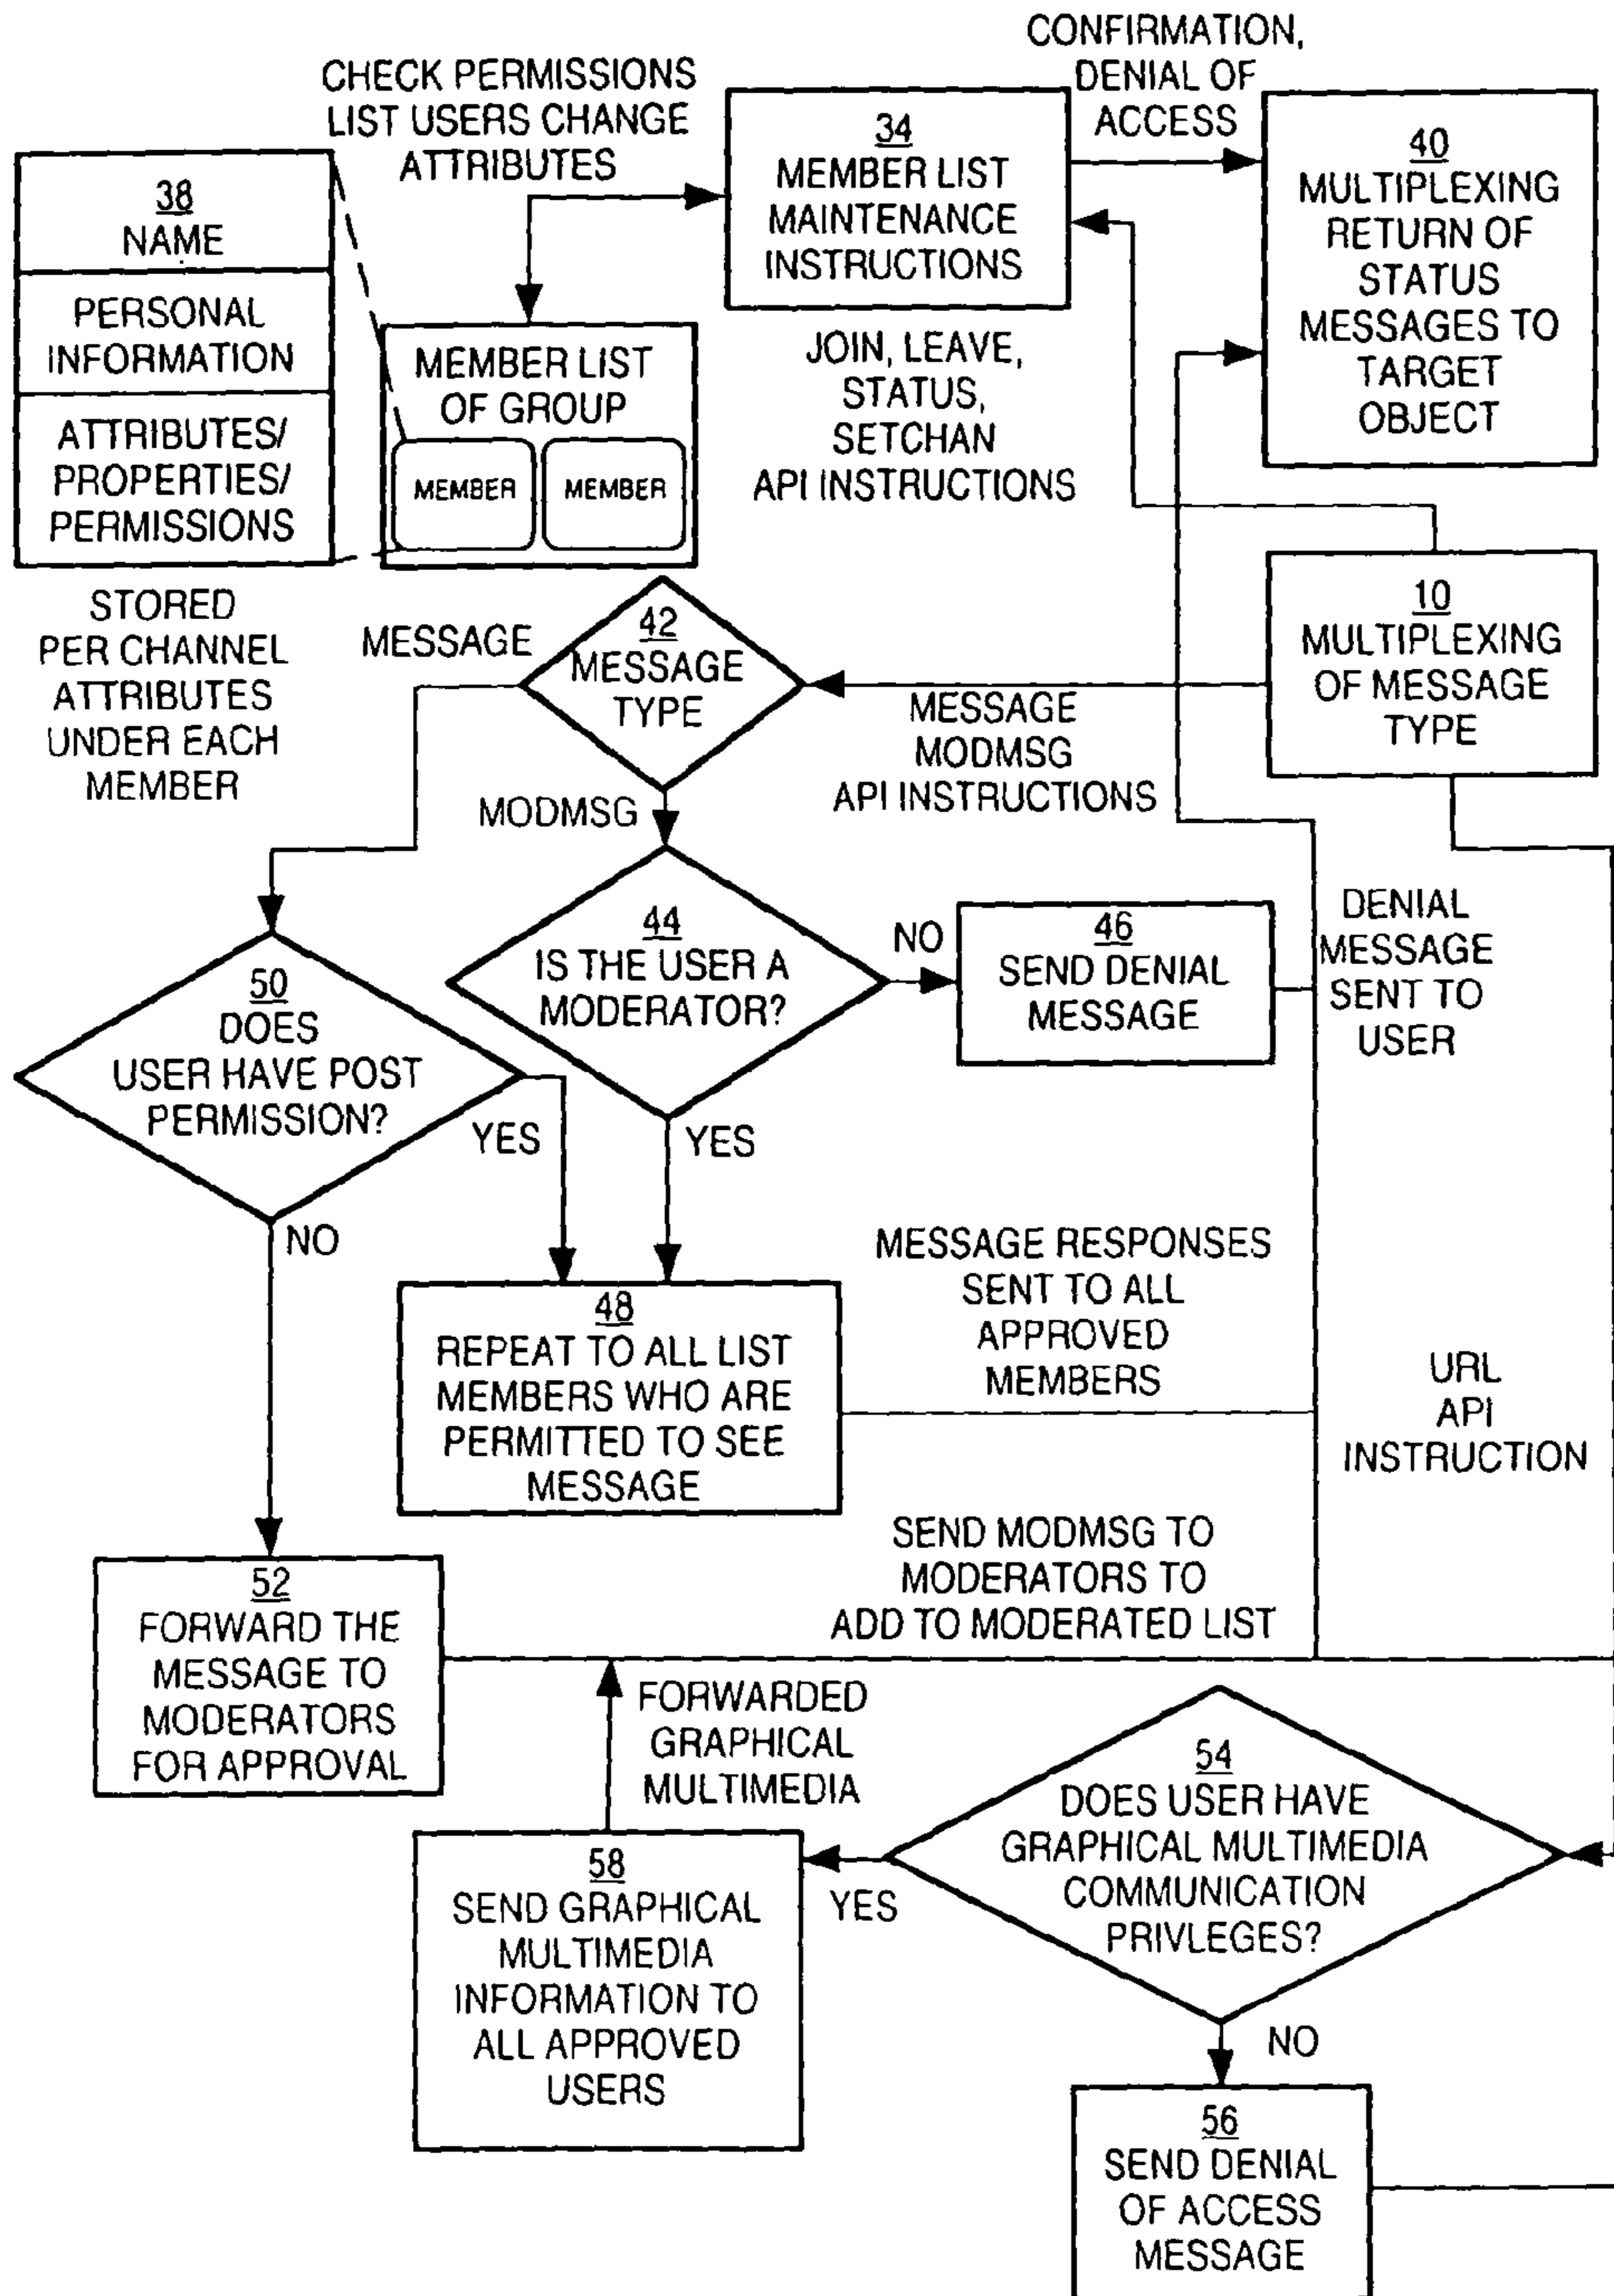 CONFIRMATION,
DENIAL OF
ACCESS
CHECK PERMISSIONS
LIST USERS CHANGE
ATTRIBUTES
34
MEMBER LIST
MAINTENANCE
INSTRUCTIONS
40
MULTIPLEXING
RETURN OF
STATUS
MESSAGES TO
TARGET
OBJECT
38
NAME
PERSONAL
INFORMATION
ATTRIBUTES/
PROPERTIES/
PERMISSIONS
MEMBER LIST
OF GROUP
MEMBER
MEMBER
JOIN, LEAVE,
STATUS,
SETCHAN
API INSTRUCTIONS
STORED
PER CHANNEL
ATTRIBUTES
UNDER EACH
MEMBER
MESSAGE
42
MESSAGE
TYPE
10
MULTIPLEXING
OF MESSAGE
TYPE
MESSAGE
MODMSG
API INSTRUCTIONS
MODMSG
44
IS THE USER A
MODERATOR?
NO
46
SEND DENIAL
MESSAGE
DENIAL
MESSAGE
SENT TO
USER
50
DOES
USER HAVE POST
PERMISSION?
YES
YES
NO
48
REPEAT TO ALL LIST
MEMBERS WHO ARE
PERMITTED TO SEE
MESSAGE
MESSAGE RESPONSES
SENT TO ALL
APPROVED
MEMBERS
URL
API
INSTRUCTION
52
FORWARD THE
MESSAGE TO
MODERATORS
FOR APPROVAL
SEND MODMSG TO
MODERATORS TO
ADD TO MODERATED LIST
FORWARDED
GRAPHICAL
MULTIMEDIA
54
DOES USER HAVE
GRAPHICAL MULTIMEDIA
COMMUNICATION
PRIVLEGES?
YES
58
SEND GRAPHICAL
MULTIMEDIA
INFORMATION TO
ALL APPROVED
USERS
NO
56
SEND DENIAL
OF ACCESS
MESSAGE